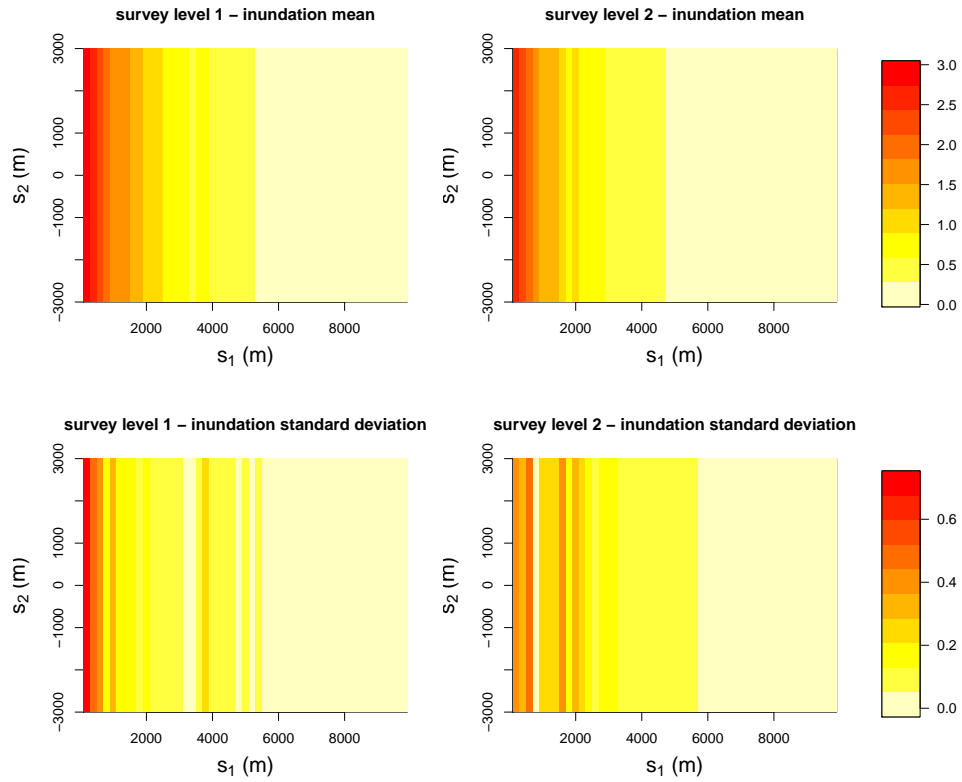 survey level 1 – inundation mean
3000
1000
0
−1000
−3000
s2 (m)
2000 4000 6000 8000
s1 (m)
survey level 2 – inundation mean
3000
1000
0
−1000
−3000
s2 (m)
2000 4000 6000 8000
s1 (m)
3.0
2.5
2.0
1.5
1.0
0.5
0.0
survey level 1 – inundation standard deviation
3000
1000
0
−1000
−3000
s2 (m)
2000 4000 6000 8000
s1 (m)
survey level 2 – inundation standard deviation
3000
1000
0
−1000
−3000
s2 (m)
2000 4000 6000 8000
s1 (m)
0.6
0.4
0.2
0.0